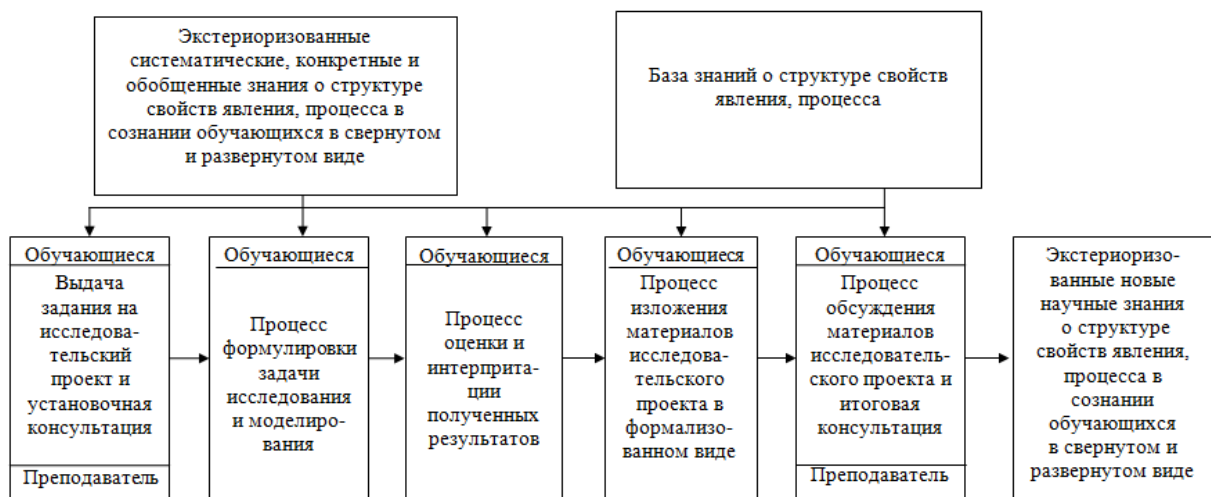 Экстериоризованные
систематические, конкретные и
обобщенные знания о структуре
свойств явления, процесса в
сознании обучающихся в свернутом
и развернутом виде
База знаний о структуре свойств
явления, процесса
Обучающиеся
Выдача
задания на
исследова-
тельский
проект и
установочная
консультация
Преподаватель
Обучающиеся
Процесс
формулировки
задачи
исследования
и моделиро-
вания
Обучающиеся
Процесс
оценки и
интерприта-
ции
полученных
результатов
Обучающиеся
Процесс
изложения
материалов
исследова-
тельского
проекта в
формализо-
ванном виде
Обучающиеся
Процесс
обсуждения
материалов
исследователь-
ского проекта и
итоговая
консультация
Преподаватель
Экстериоризо-
ванные новые
научные знания
о структуре
свойств явления,
процесса в
сознании
обучающихся
в свернутом и
развернутом виде